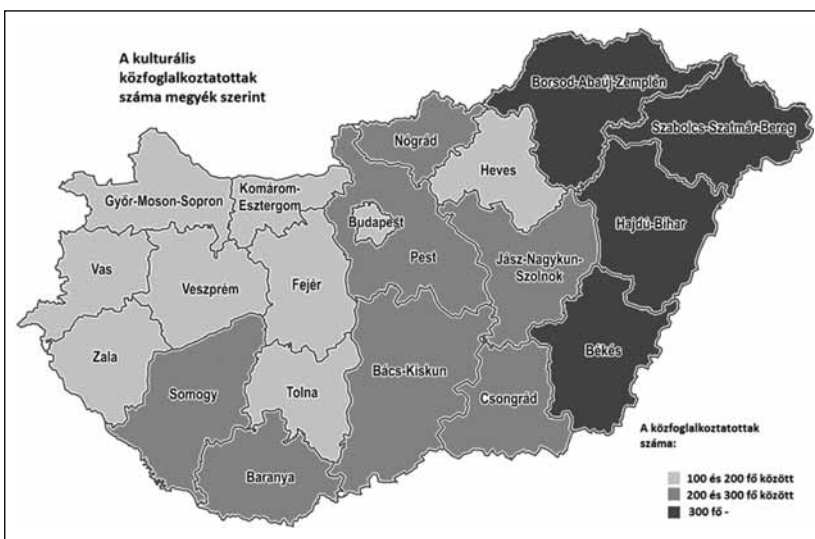 A kulturális
közfoglalkoztatottak
száma megyék szerint
Borsod-Abaúj-Zemplén
Szabolcs-Szatmár-Bereg
Nógrád
Heves
Győr-Moson-Sopron
Komárom-
Esztergom
Budapest
Hajdú-Bihar
Pest
Jász-Nagykun-
Szolnok
Vas
Veszprém
Fejér
Zala
Somogy
Tolna
Bács-Kiskun
Békés
Csongrád
Baranya
A közfoglalkoztatottak
száma:
100 és 200 fő között
200 és 300 fő között
300 fő -